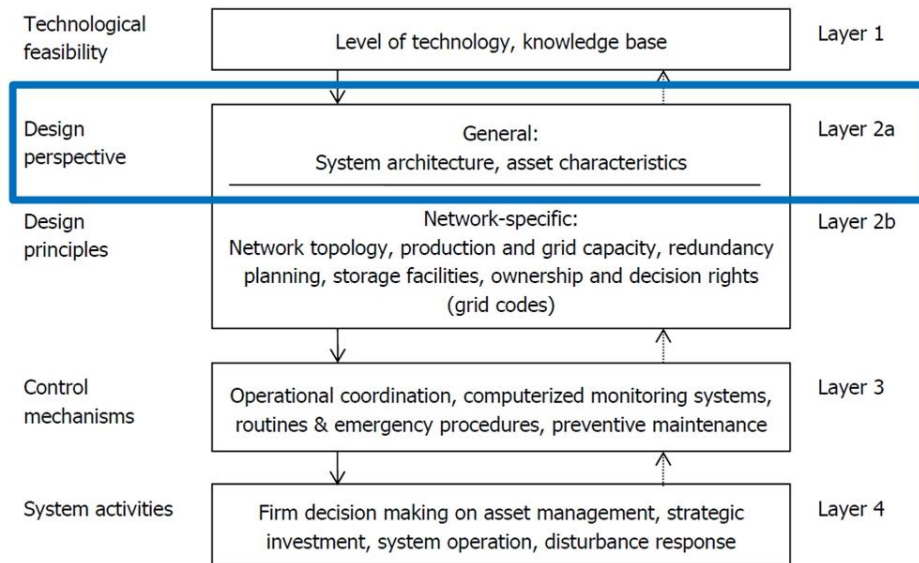 Technological
feasibility
Level of technology, knowledge base
Layer 1
Design
perspective
General:
System architecture, asset characteristics
Layer 2a
Design
principles
Network-specific:
Network topology, production and grid capacity, redundancy
planning, storage facilities, ownership and decision rights
(grid codes)
Layer 2b
Control
mechanisms
Operational coordination, computerized monitoring systems,
routines & emergency procedures, preventive maintenance
Layer 3
System activities
Firm decision making on asset management, strategic
investment, system operation, disturbance response
Layer 4